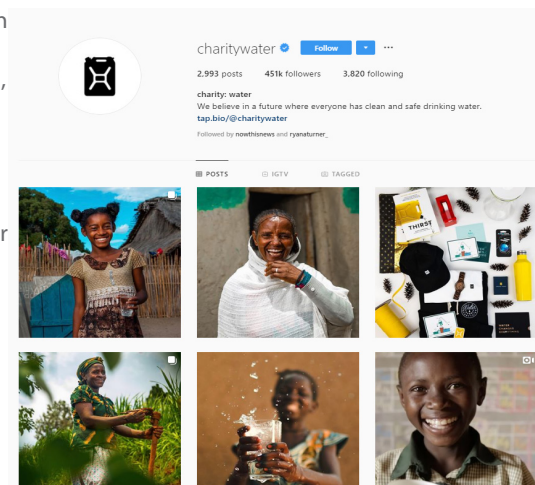 n
,
r
charitywater Follow
2,993 posts 451k followers 3,820 following
charity: water
We believe in a future where everyone has clean and safe drinking water.
tap.bio/@charitywater
Followed by nowthisnews and ryanaturner_
POSTS IGTV TAGGED
THIRST